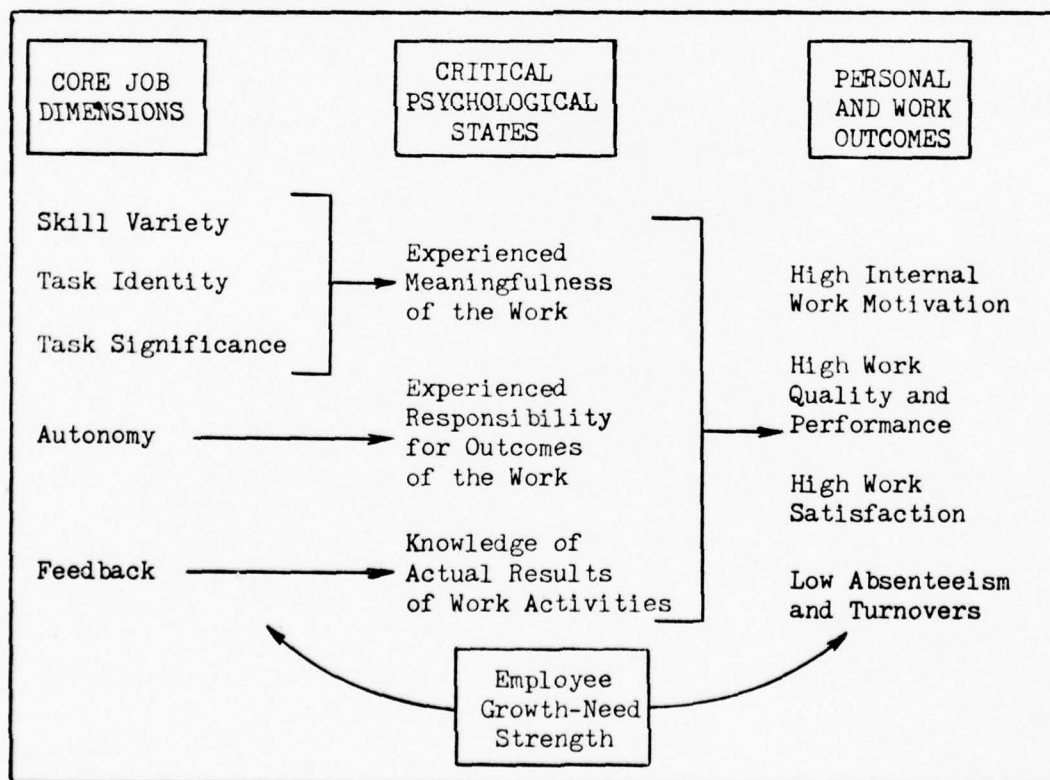 CORE JOB
DIMENSIONS
CRITICAL
PSYCHOLOGICAL
STATES
PERSONAL
AND WORK
OUTCOMES
Skill Variety
Task Identity
Task Significance
Experienced
Meaningfulness
of the Work
Autonomy
Experienced
Responsibility
for Outcomes
of the Work
Feedback
Knowledge of
Actual Results
of Work Activities
High Internal
Work Motivation
High Work
Quality and
Performance
High Work
Satisfaction
Low Absenteeism
and Turnovers
Employee
Growth-Need
Strength